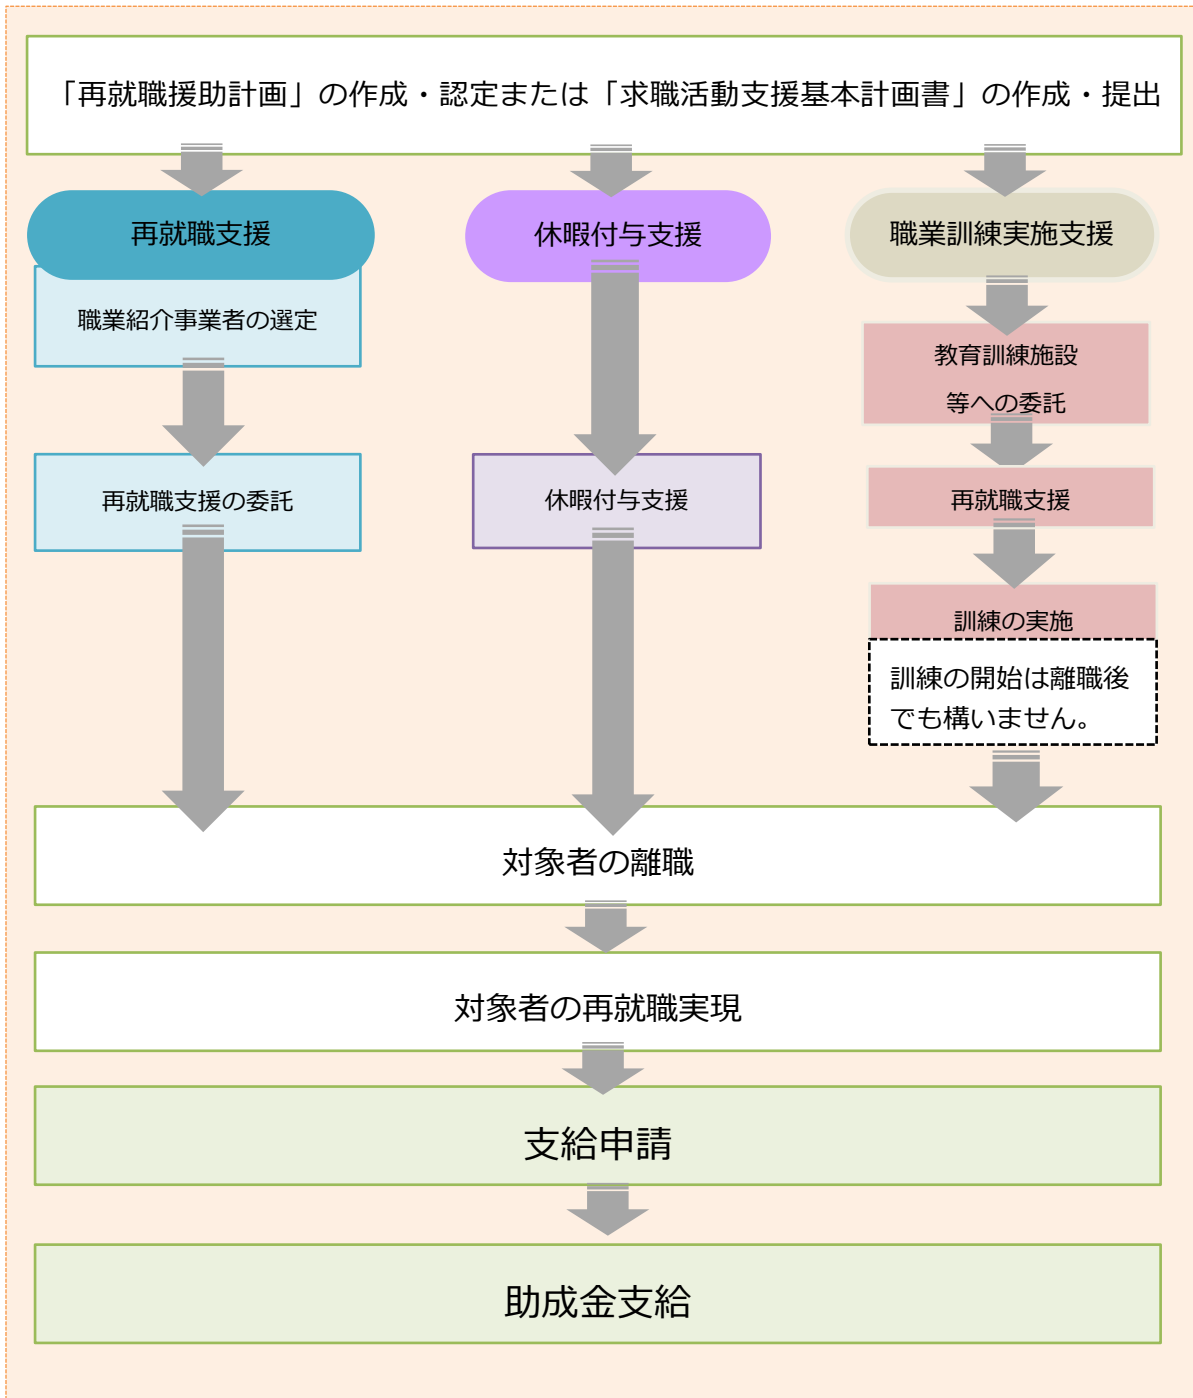 「再就職援助計画」の作成・認定または「求職活動支援基本計画書」の作成・提出
再就職支援
職業紹介事業者の選定
再就職支援の委託
休暇付与支援
休暇付与支援
職業訓練実施支援
教育訓練施設
等への委託
再就職支援
訓練の実施
訓練の開始は離職後
でも構いません。
対象者の離職
対象者の再就職実現
支給申請
助成金支給